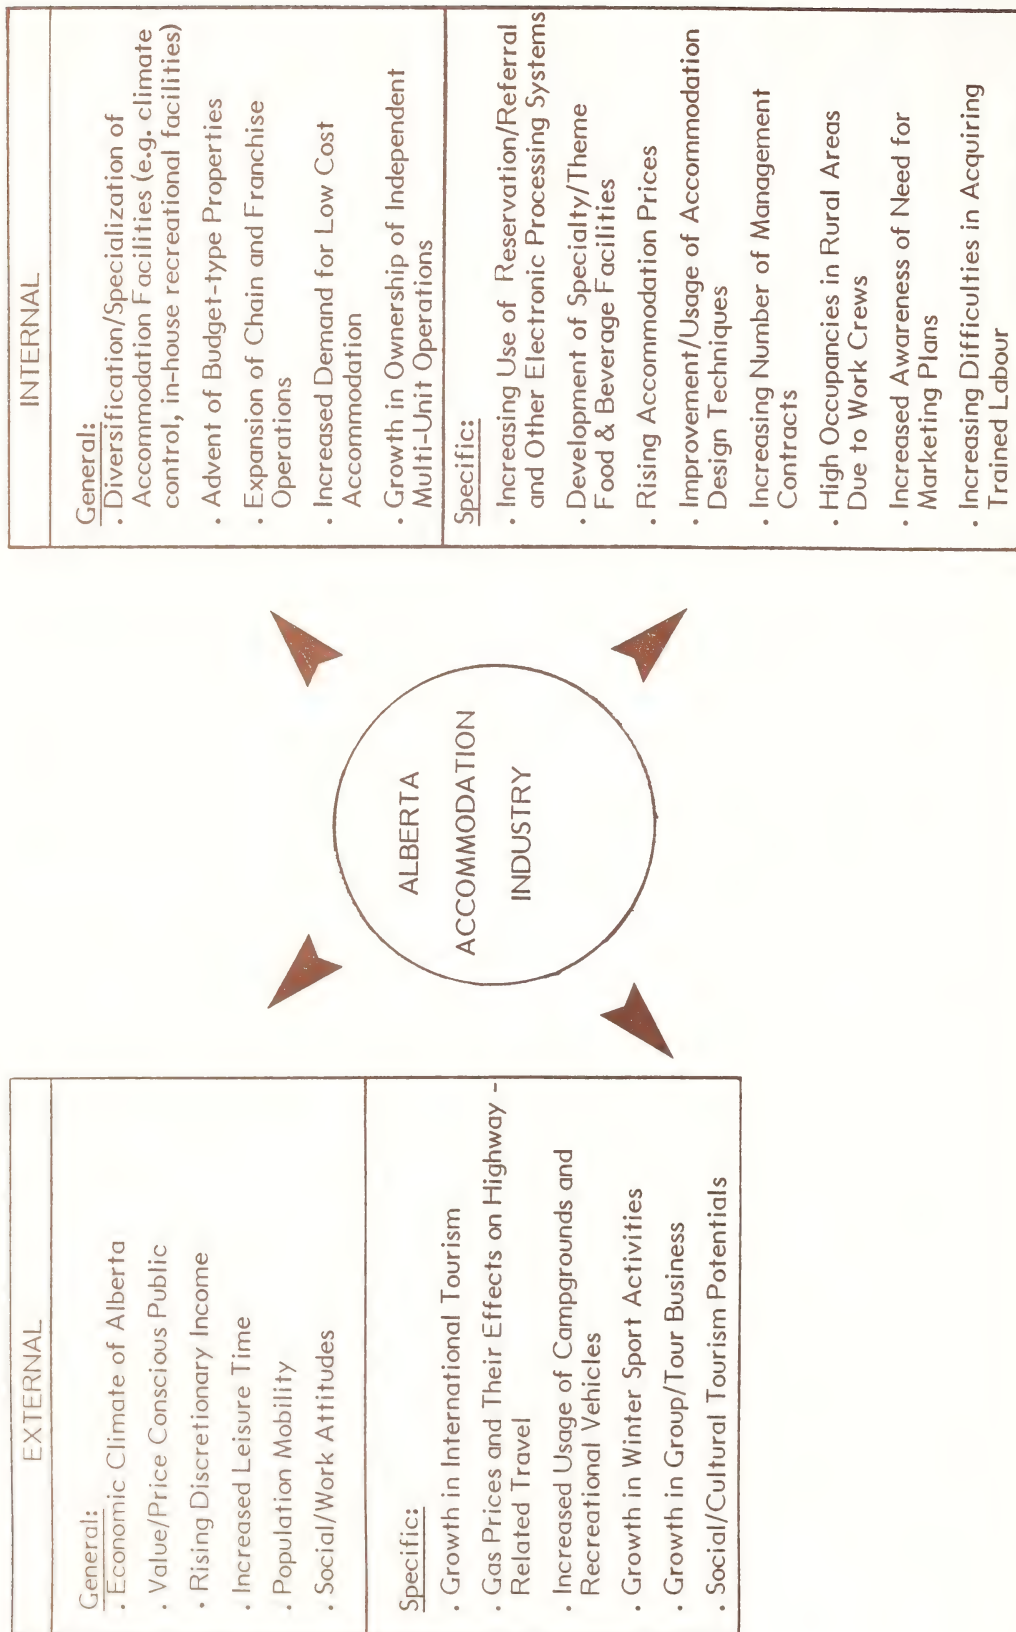 EXTERNAL
General:
. Economic Climate of Alberta
. Value/Price Conscious Public
. Rising Discretionary Income
. Increased Leisure Time
. Population Mobility
. Social/Work Attitudes
Specific:
. Growth in International Tourism
. Gas Prices and Their Effects on Highway -
Related Travel
. Increased Usage of Campgrounds and
Recreational Vehicles
. Growth in Winter Sport Activities
. Growth in Group/Tour Business
. Social/Cultural Tourism Potentials
ALBERTA
ACCOMMODATION
INDUSTRY
INTERNAL
General:
. Diversification/Specialization of
Accommodation Facilities (e.g. climate
control, in-house recreational facilities)
. Advent of Budget-type Properties
. Expansion of Chain and Franchise
Operations
. Increased Demand for Low Cost
Accommodation
. Growth in Ownership of Independent
Multi-Unit Operations
Specific:
. Increasing Use of Reservation/Referral
and Other Electronic Processing Systems
. Development of Specialty/Theme
Food & Beverage Facilities
. Rising Accommodation Prices
. Improvement/Usage of Accommodation
Design Techniques
. Increasing Number of Management
Contracts
. High Occupancies in Rural Areas
Due to Work Crews
. Increased Awareness of Need for
Marketing Plans
. Increasing Difficulties in Acquiring
Trained Labour